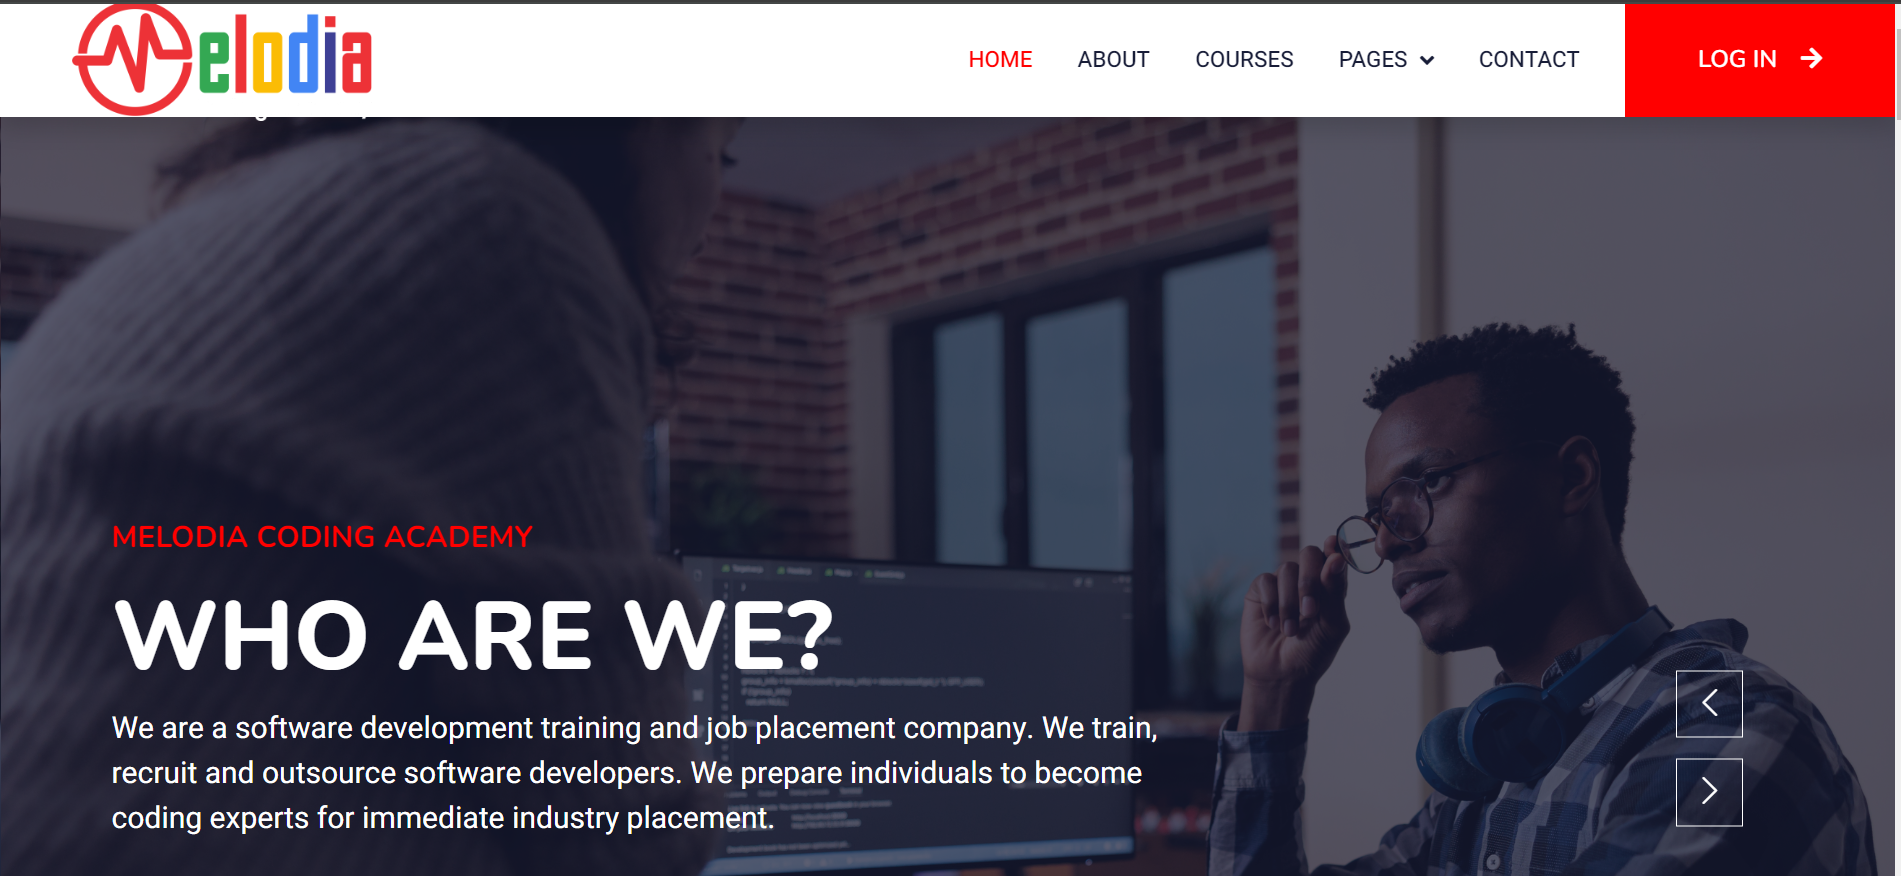 Melodia
HOME ABOUT COURSES PAGES CONTACT LOG IN
MELODIA CODING ACADEMY
WHO ARE WE?
We are a software development training and job placement company. We train,
recruit and outsource software developers. We prepare individuals to become
coding experts for immediate industry placement.